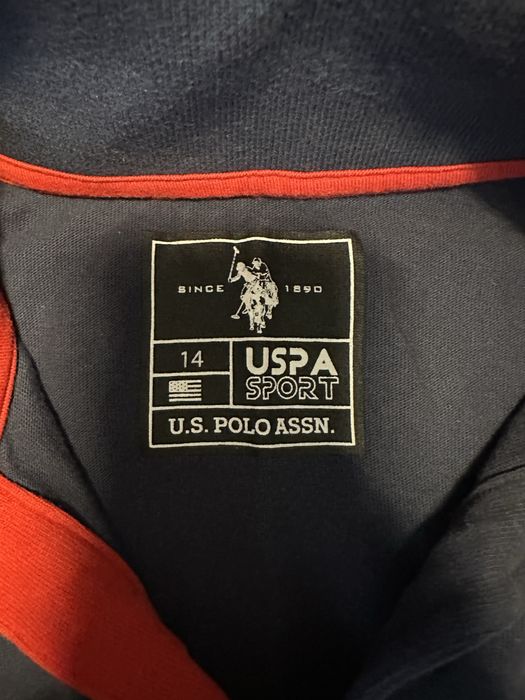 SINCE 1890
14
USPA
SPORT
U.S. POLO ASSN.